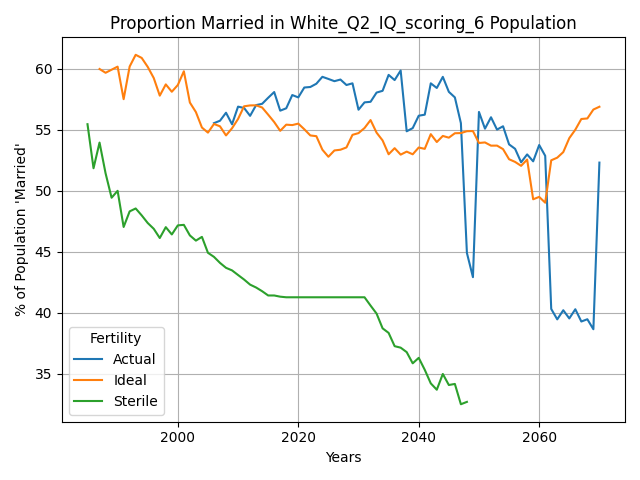 Proportion Married in White_Q2_IQ_scoring_6 Population
% of Population 'Married'
60
55
50
45
40
35
Fertility
Actual
Ideal
Sterile
2000 2020 2040 2060
Years